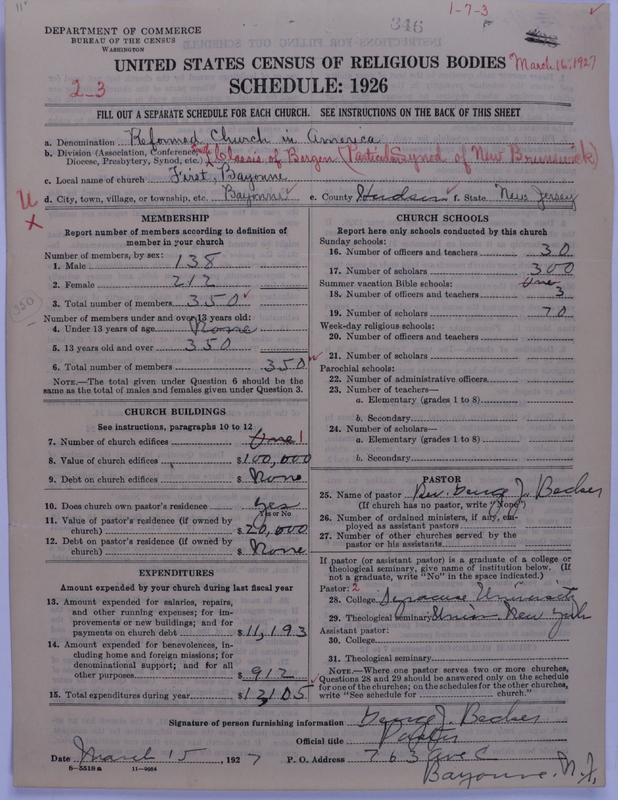 1-7-3
346
DEPARTMENT OF COMMERCE
BUREAU OF THE CENSUS
WASHINGTON
UNITED STATES CENSUS OF RELIGIOUS BODIES March 16, 1927
2-3
SCHEDULE: 1926
FILL OUT A SEPARATE SCHEDULE FOR EACH CHURCH. SEE INSTRUCTIONS ON THE BACK OF THIS SHEET
a. Denomination Reformed Church in America
b. Division (Association, Conference, Diocese, Presbytery, Synod, etc.) Classis of Bergen (Particular Synod of New Brunswick)
c. Local name of church First, Bayonne
d. City, town, village, or township, etc. Bayonne e. County Hudson f. State New Jersey
MEMBERSHIP
Report number of members according to definition of
member in your church
Number of members, by sex:
1. Male 138
2. Female 212
3. Total number of members 350
350
Number of members under and over 13 years old:
4. Under 13 years of age None
5. 13 years old and over 350
6. Total number of members 350
NOTE.—The total given under Question 6 should be the
same as the total of males and females given under Question 3.
CHURCH BUILDINGS
See instructions, paragraphs 10 to 12
7. Number of church edifices One 1
8. Value of church edifices $100,000
9. Debt on church edifices $ None
10. Does church own pastor's residence Yes
Yes or No
11. Value of pastor's residence (if owned by
church) $20,000
12. Debt on pastor's residence (if owned by
church) $ None
EXPENDITURES
Amount expended by your church during last fiscal year
13. Amount expended for salaries, repairs,
and other running expenses; for im-
provements or new buildings; and for
payments on church debt $11,193
14. Amount expended for benevolences, in-
cluding home and foreign missions; for
denominational support; and for all
other purposes $912
15. Total expenditures during year $12,105
CHURCH SCHOOLS
Report here only schools conducted by this church
Sunday schools:
16. Number of officers and teachers 30
17. Number of scholars 300
Summer vacation Bible schools: One
18. Number of officers and teachers 3
19. Number of scholars 70
Week-day religious schools:
20. Number of officers and teachers
21. Number of scholars
Parochial schools:
22. Number of administrative officers
23. Number of teachers—
a. Elementary (grades 1 to 8)
b. Secondary
24. Number of scholars—
a. Elementary (grades 1 to 8)
b. Secondary
PASTOR
25. Name of pastor Rev. George J. Becker
(If church has no pastor, write "None")
26. Number of ordained ministers, if any, em-
ployed as assistant pastors
27. Number of other churches served by the
pastor or his assistants
If pastor (or assistant pastor) is a graduate of a college or
theological seminary, give name of institution below. (If
not a graduate, write "No" in the space indicated.)
Pastor: 2
28. College Syracuse University
29. Theological seminary Union, New York
Assistant pastor:
30. College
31. Theological seminary
NOTE.—Where one pastor serves two or more churches,
Questions 28 and 29 should be answered only on the schedule
for one of the churches; on the schedules for the other churches,
write "See schedule for church."
Signature of person furnishing information George J. Becker
Official title Pastor
Date March 15, 1927 P. O. Address 763 Ave C
Bayonne, N.J.
8-5518a 11-9064